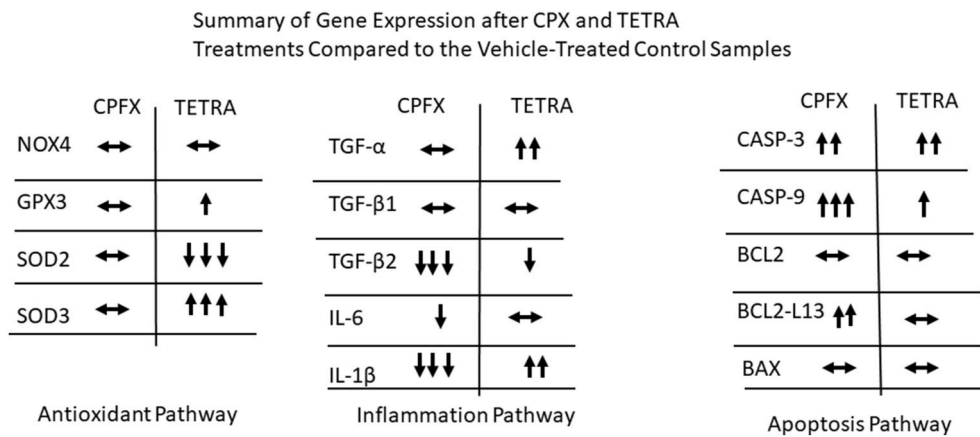 Summary of Gene Expression after CPX and TETRA
Treatments Compared to the Vehicle-Treated Control Samples
CPFX TETRA
NOX4
GPX3
SOD2
SOD3
Antioxidant Pathway
CPFX TETRA
TGF-α
TGF-β1
TGF-β2
IL-6
IL-1β
Inflammation Pathway
CPFX TETRA
CASP-3
CASP-9
BCL2
BCL2-L13
BAX
Apoptosis Pathway